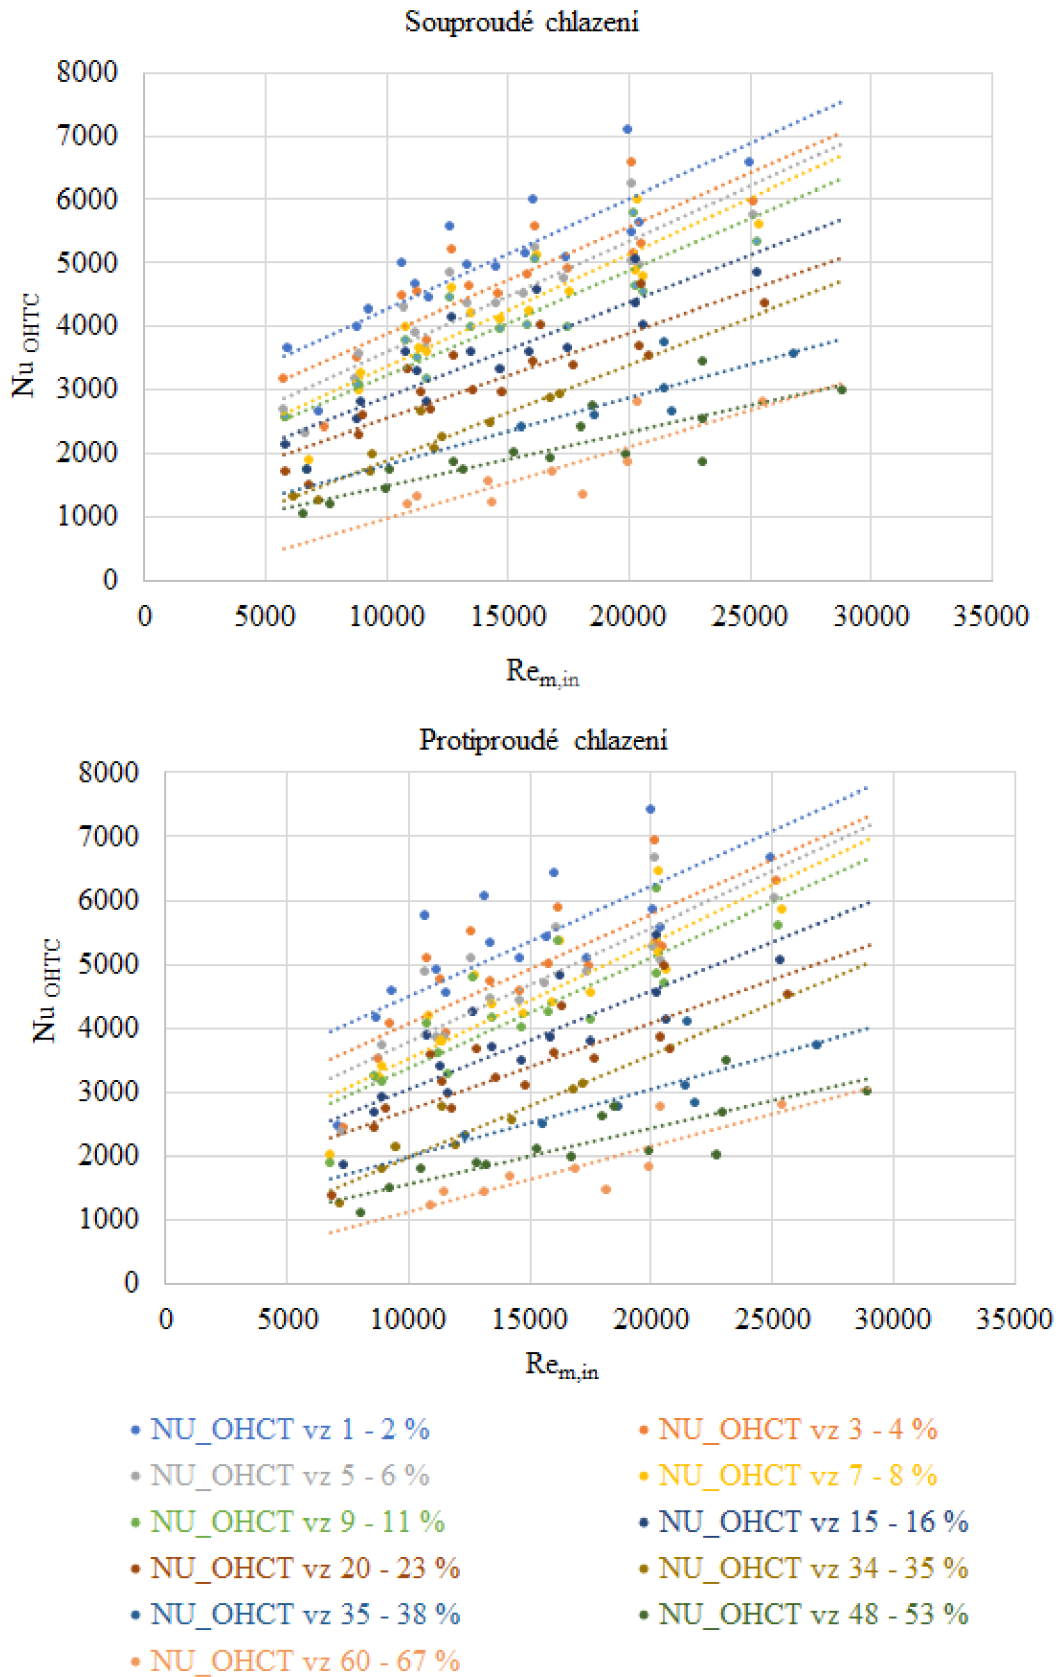 Souproudé chlazení
8000
7000
6000
5000
4000
3000
2000
1000
0
Nu OHTC
0 5000 10000 15000 20000 25000 30000 35000
Re m,in
Protiproudé chlazení
8000
7000
6000
5000
4000
3000
2000
1000
0
Nu OHTC
0 5000 10000 15000 20000 25000 30000 35000
Re m,in
NU_OHCT vz 1 - 2 % NU_OHCT vz 3 - 4 %
NU_OHCT vz 5 - 6 % NU_OHCT vz 7 - 8 %
NU_OHCT vz 9 - 11 % NU_OHCT vz 15 - 16 %
NU_OHCT vz 20 - 23 % NU_OHCT vz 34 - 35 %
NU_OHCT vz 35 - 38 % NU_OHCT vz 48 - 53 %
NU_OHCT vz 60 - 67 %